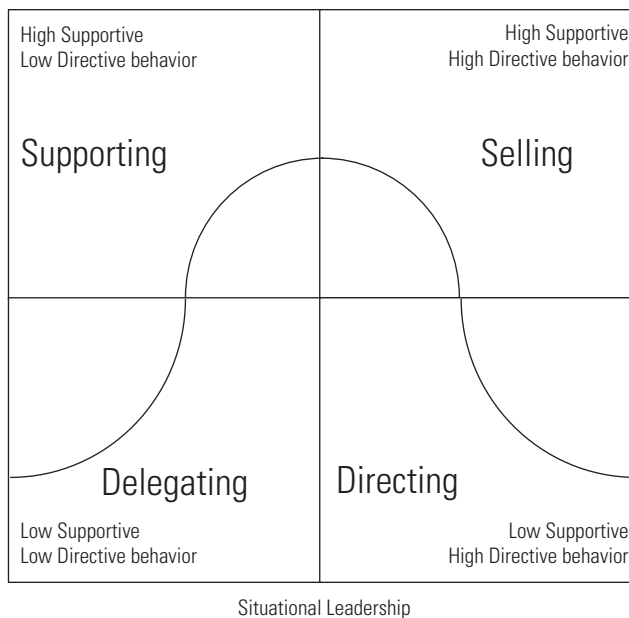 High Supportive
Low Directive behavior
High Supportive
High Directive behavior
Supporting
Selling
Delegating
Directing
Low Supportive
Low Directive behavior
Low Supportive
High Directive behavior
Situational Leadership